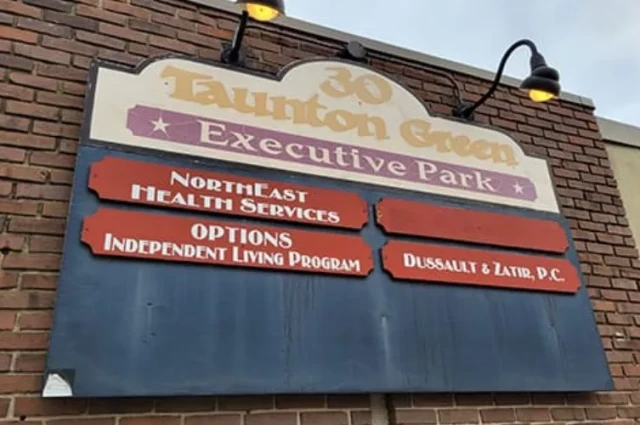 30
Taunton Green
Executive Park
NorthEast
Health Services
OPTIONS
Independent Living Program
Dussault & Zatir, P.C.